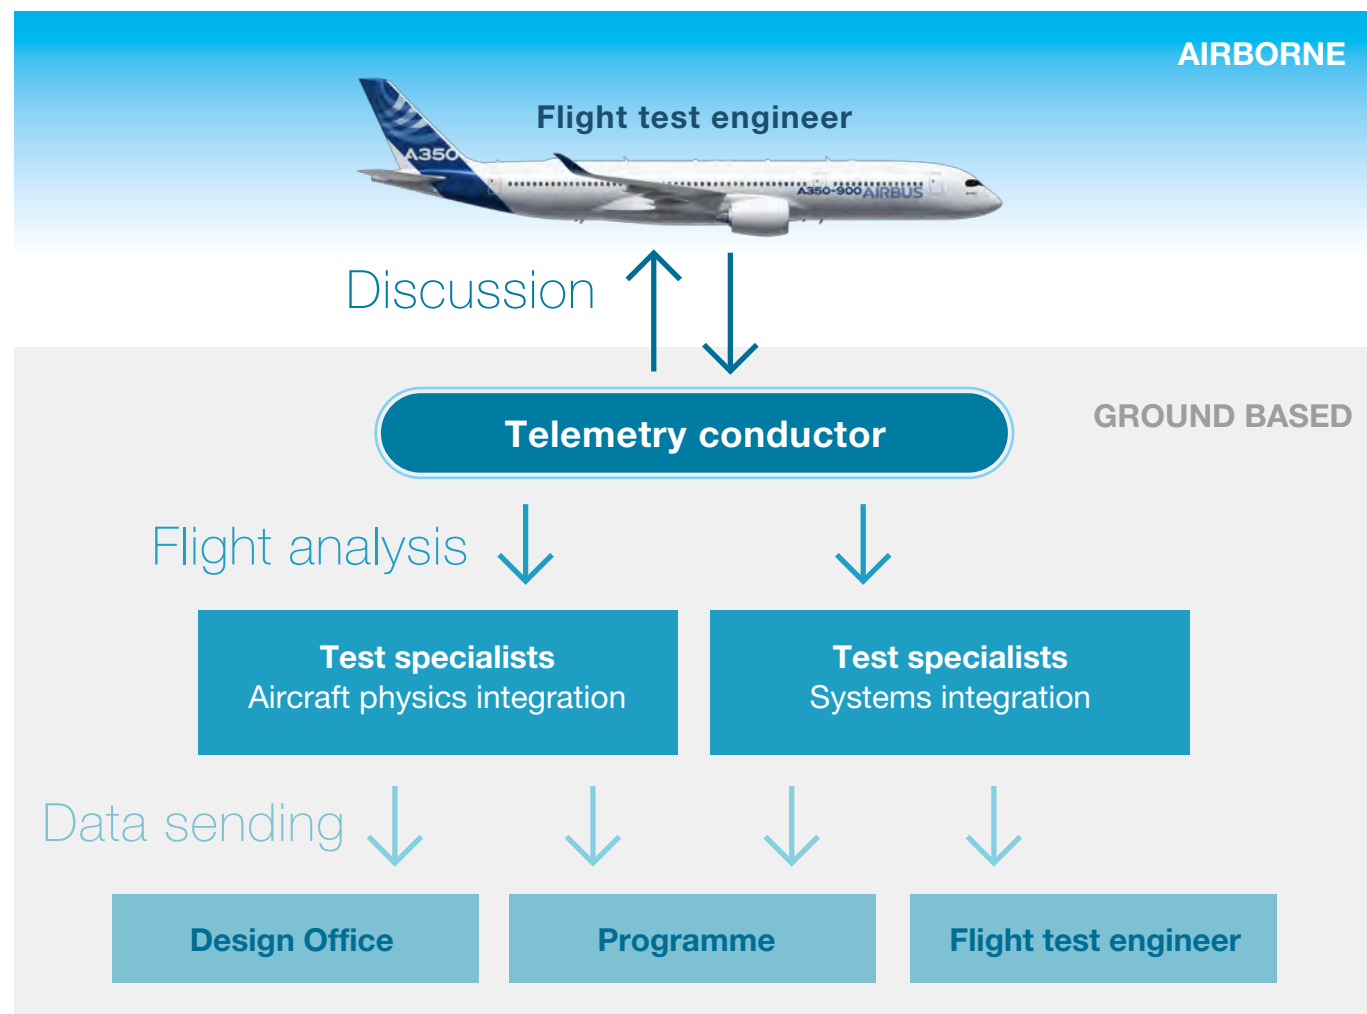 AIRBORNE
Flight test engineer
A350
A350-900 AIRBUS
Discussion
Telemetry conductor
GROUND BASED
Flight analysis
Test specialists
Aircraft physics integration
Test specialists
Systems integration
Data sending
Design Office
Programme
Flight test engineer